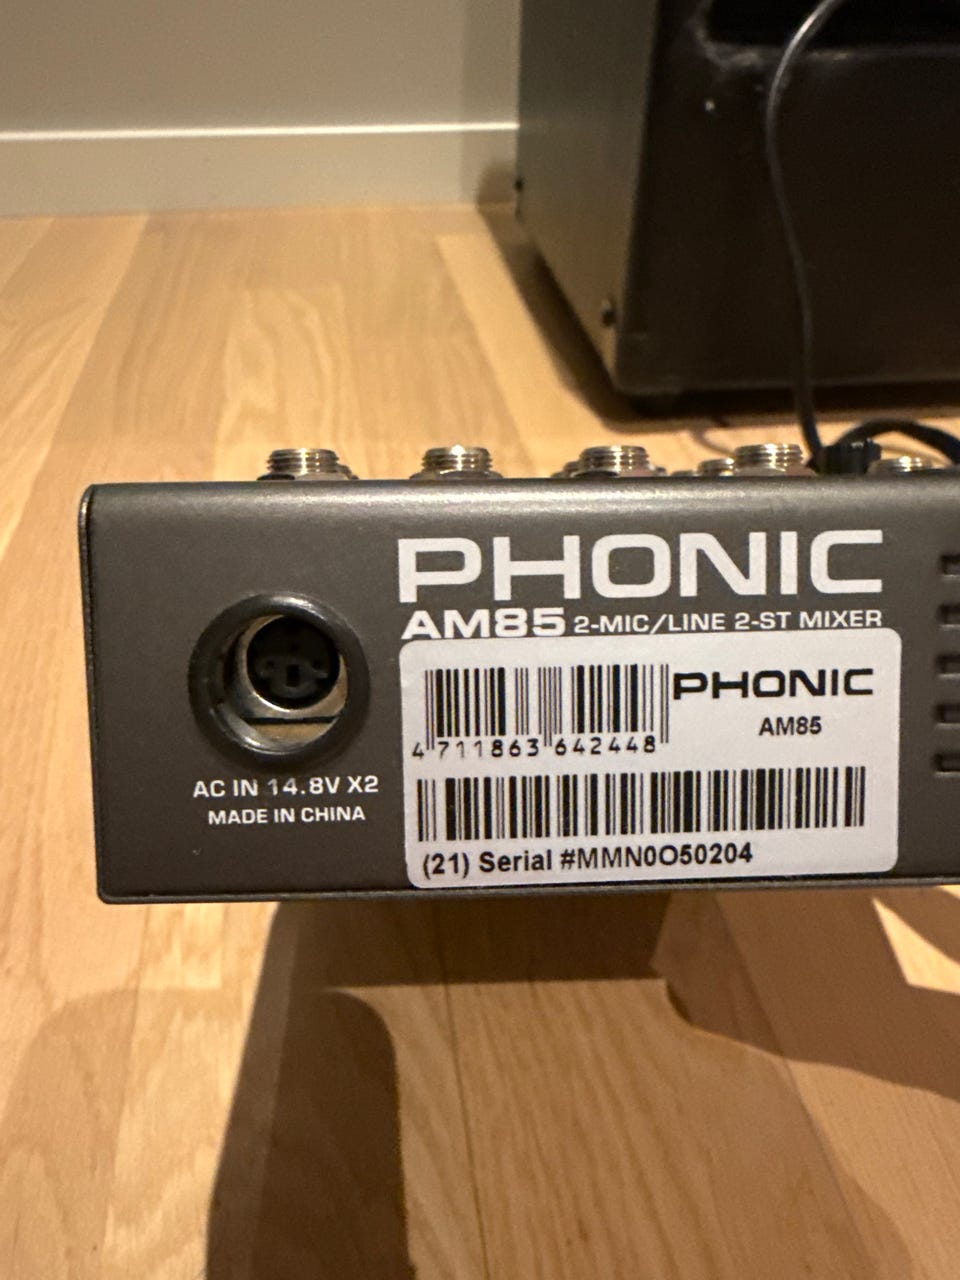 PHONIC
AM85 2-MIC/LINE 2-ST MIXER
PHONIC
AM85
4 711863 642448
(21) Serial #MMN0O50204
AC IN 14.8V X2
MADE IN CHINA